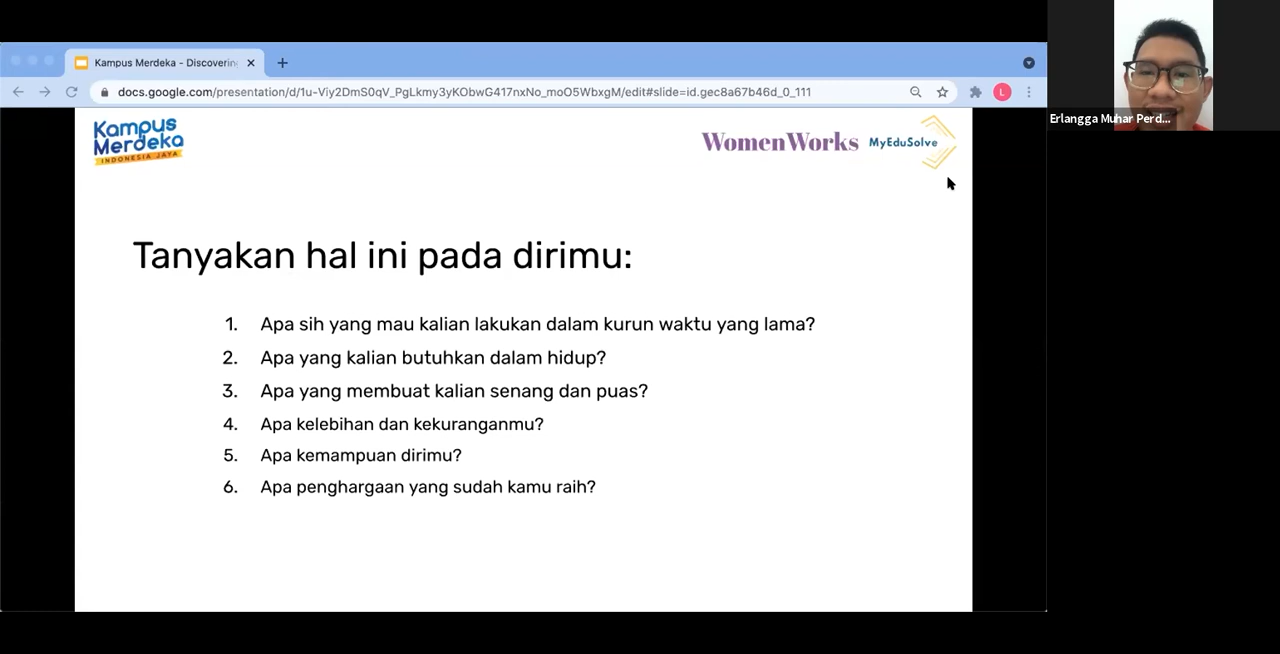 Kampus Merdeka - Discovering
docs.google.com/presentation/d/1u-Viy2DmS0qV_PgLkmy3yKObwG417nxNo_moO5WbxgM/edit#slide=id.gec8a67b46d_0_111
L
Erlangga Muhar Perd...
Kampus
Merdeka
INDONESIA JAYA
WomenWorks
MyEduSolve
Tanyakan hal ini pada dirimu:
1. Apa sih yang mau kalian lakukan dalam kurun waktu yang lama?
2. Apa yang kalian butuhkan dalam hidup?
3. Apa yang membuat kalian senang dan puas?
4. Apa kelebihan dan kekuranganmu?
5. Apa kemampuan dirimu?
6. Apa penghargaan yang sudah kamu raih?